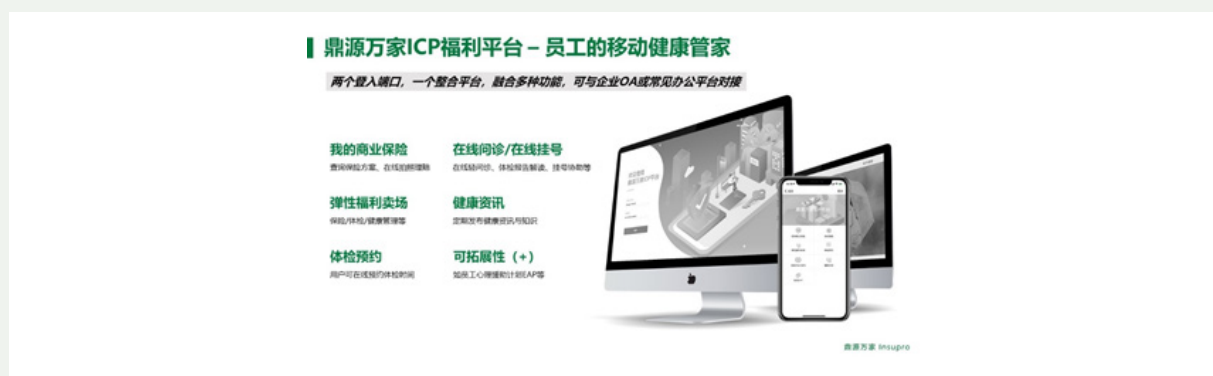 鼎源万家ICP福利平台 – 员工的移动健康管家
两个登入端口，一个整合平台，融合多种功能，可与企业OA或常见办公平台对接
我的商业保险
查询保险方案、在线拍照理赔
在线问诊/在线挂号
在线疑问诊、体检报告解读、挂号协助等
弹性福利卖场
保险/体检/健康管理等
健康资讯
定期发布健康资讯与知识
体检预约
用户可在线预约体检时间
可拓展性（+）
如员工心理援助计划EAP等
鼎源万家 Insupro